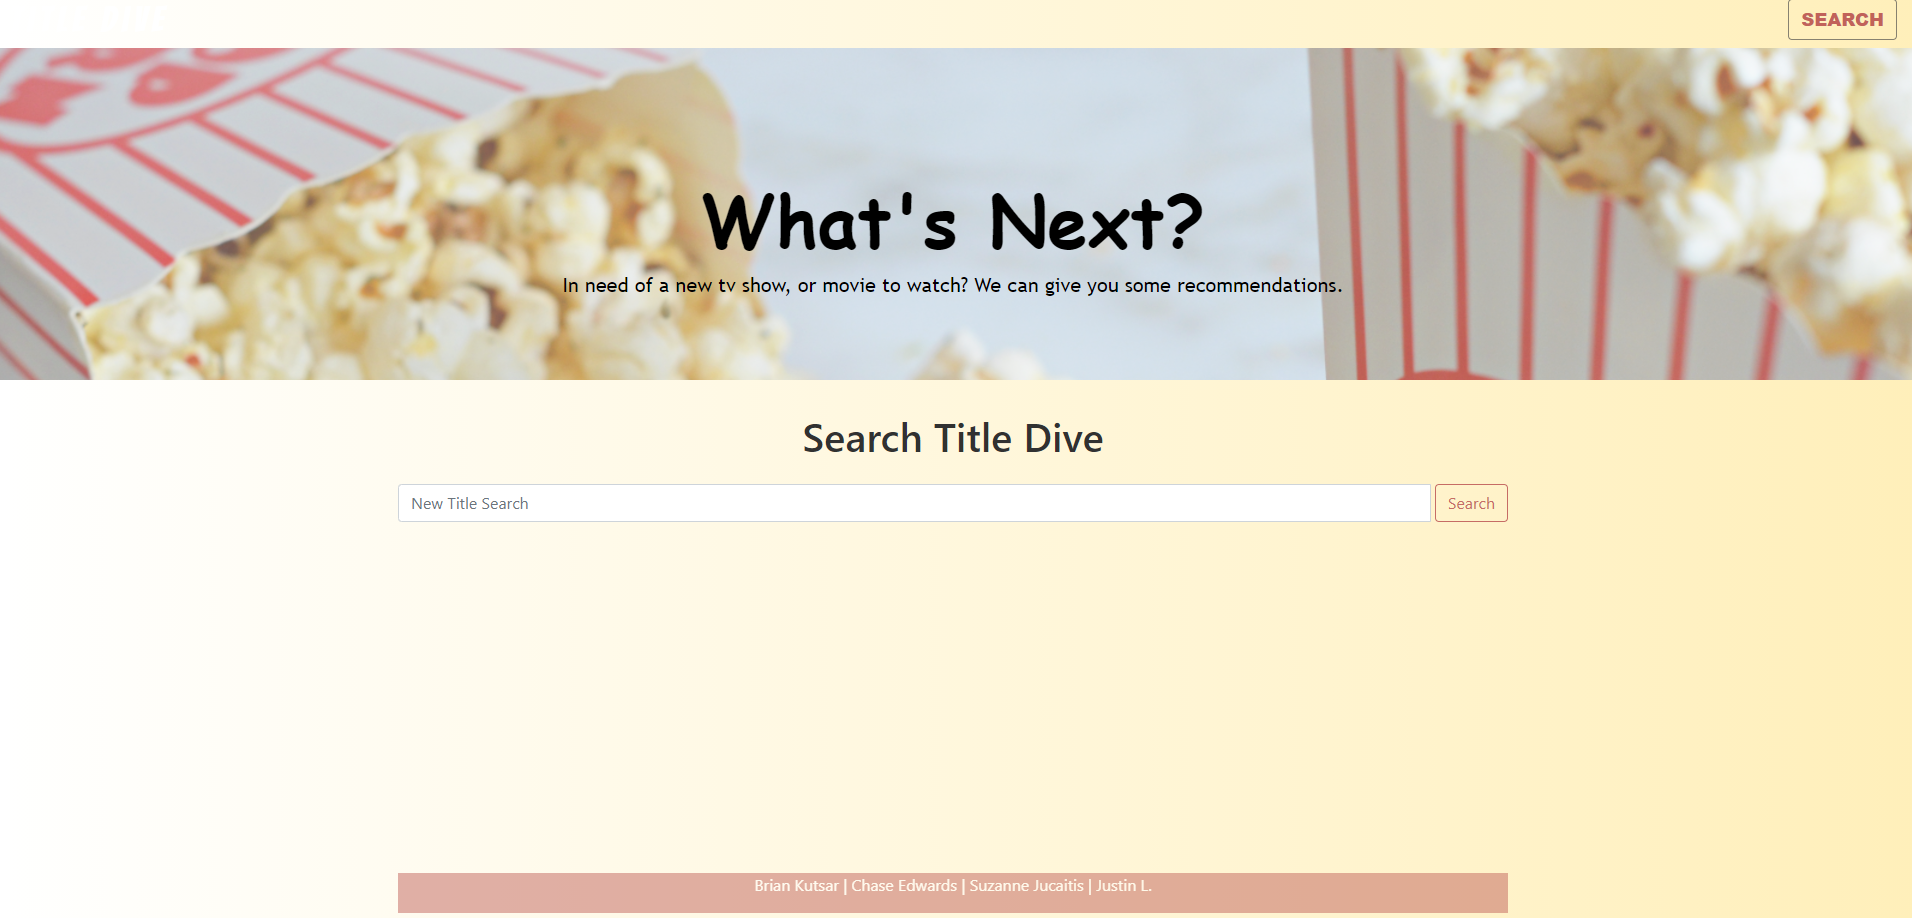 SEARCH
What's Next?
In need of a new tv show, or movie to watch? We can give you some recommendations.
Search Title Dive
New Title Search
Search
Brian Kutsar | Chase Edwards | Suzanne Jucaitis | Justin L.